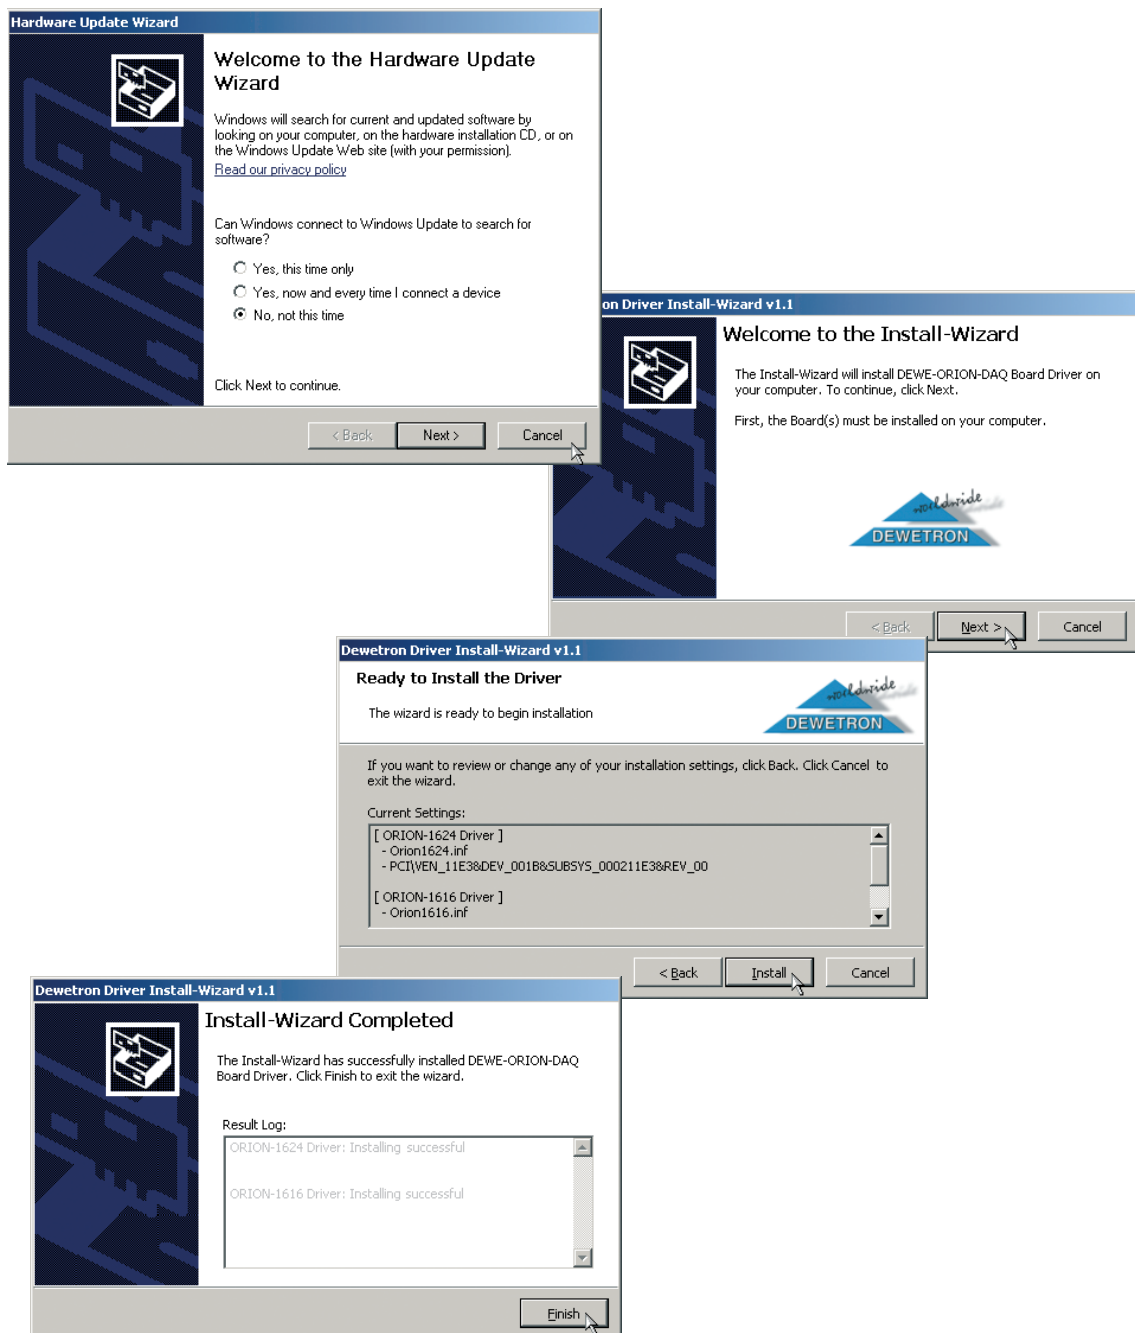 Hardware Update Wizard
Welcome to the Hardware Update
Wizard
Windows will search for current and updated software by
looking on your computer, on the hardware installation CD, or on
the Windows Update Web site (with your permission).
Read our privacy policy
Can Windows connect to Windows Update to search for
software?
Yes, this time only
Yes, now and every time I connect a device
No, not this time
Click Next to continue.
< Back
Next >
Cancel
on Driver Install-Wizard v1.1
Welcome to the Install-Wizard
The Install-Wizard will install DEWE-ORION-DAQ Board Driver on
your computer. To continue, click Next.
First, the Board(s) must be installed on your computer.
worldwide
DEWETRON
< Back
Next >
Cancel
Dewetron Driver Install-Wizard v1.1
Ready to Install the Driver
The wizard is ready to begin installation
worldwide
DEWETRON
If you want to review or change any of your installation settings, click Back. Click Cancel to
exit the wizard.
Current Settings:
[ ORION-1624 Driver ]
- Orion1624.inf
- PCI\VEN_11E3&DEV_001B&SUBSYS_000211E3&REV_00
[ ORION-1616 Driver ]
- Orion1616.inf
< Back
Install
Cancel
Dewetron Driver Install-Wizard v1.1
Install-Wizard Completed
The Install-Wizard has successfully installed DEWE-ORION-DAQ
Board Driver. Click Finish to exit the wizard.
Result Log:
ORION-1624 Driver: Installing successful
ORION-1616 Driver: Installing successful
Finish